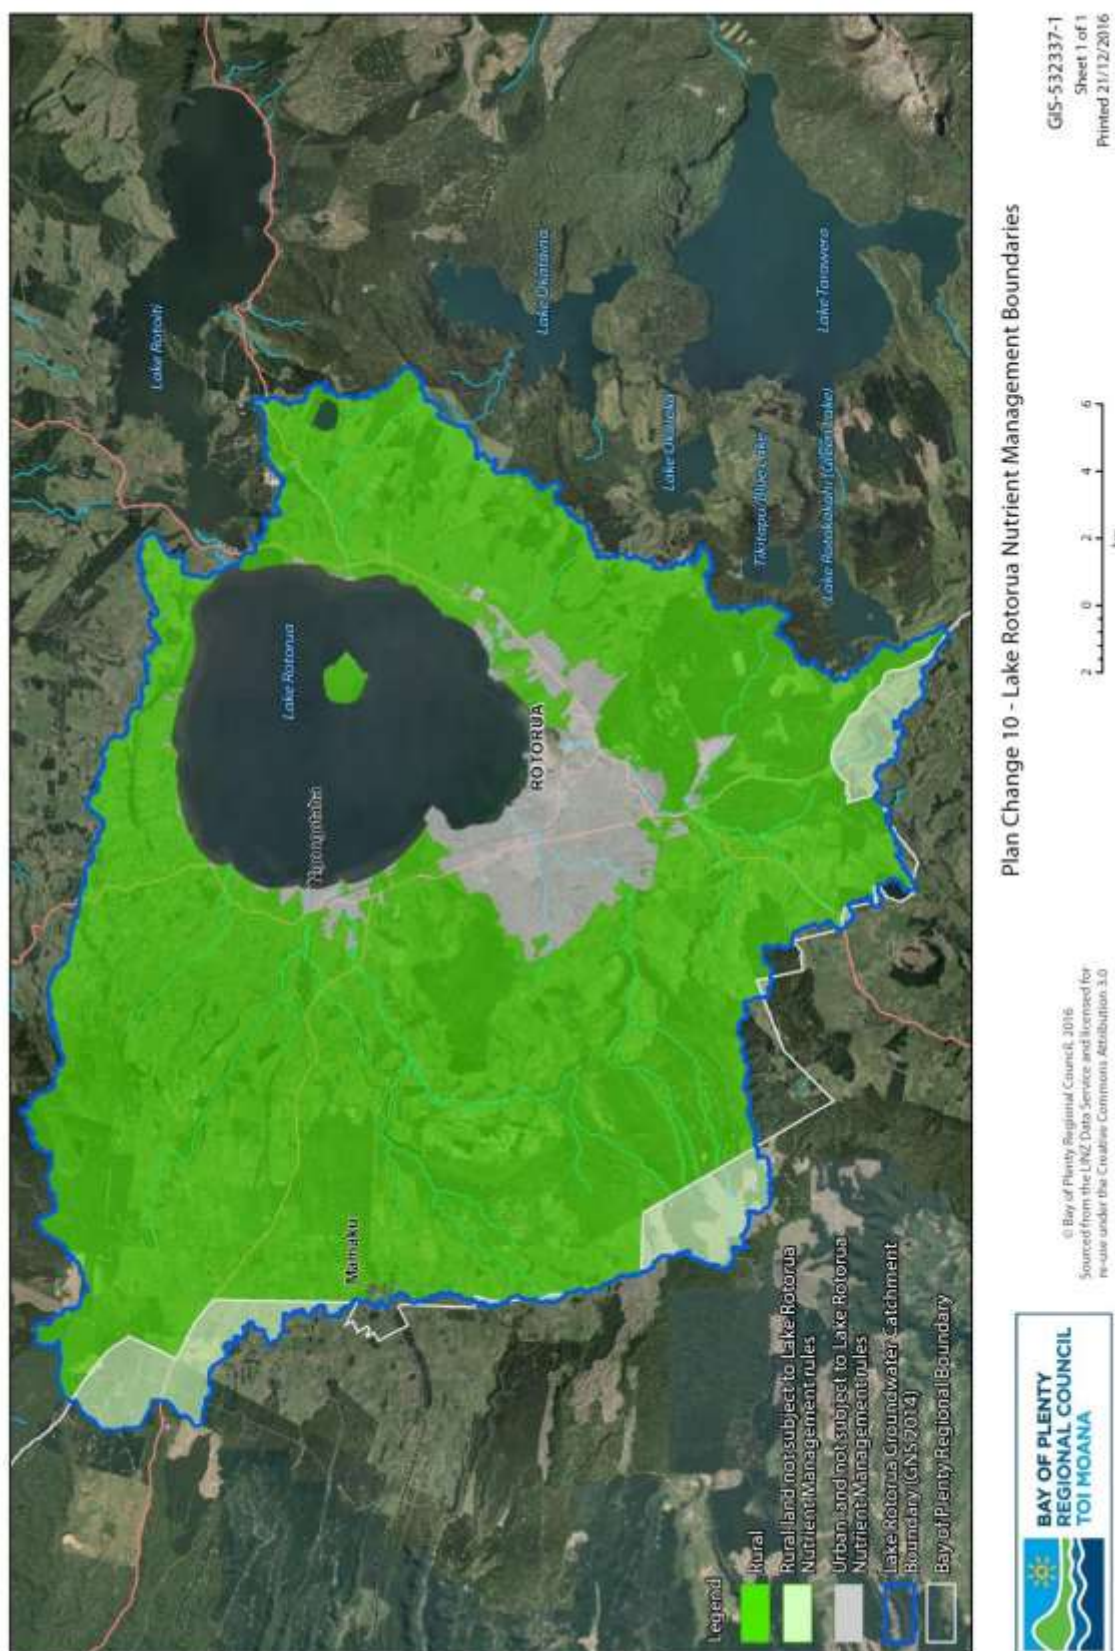 Lake Rotoiti
Lake Rotorua
Ngongotaha
ROTORUA
Mamaku
Lake Okataina
Lake Okareka
Lake Tarawera
Tikitapu/Blue Lake
Lake Rotokakahi (Green Lake)
Legend
Rural
Rural land not subject to Lake Rotorua
Nutrient Management rules
Urban land not subject to Lake Rotorua
Nutrient Management rules
Lake Rotorua Groundwater Catchment
Boundary (GNS 2014)
Bay of Plenty Regional Boundary
Plan Change 10 - Lake Rotorua Nutrient Management Boundaries
BAY OF PLENTY
REGIONAL COUNCIL
TOI MOANA
© Bay of Plenty Regional Council, 2016
Sourced from the LINZ Data Service and licensed for
re-use under the Creative Commons Attribution 3.0
2 0 2 4 6
GIS-532337-1
Sheet 1 of 1
Printed 21/12/2016